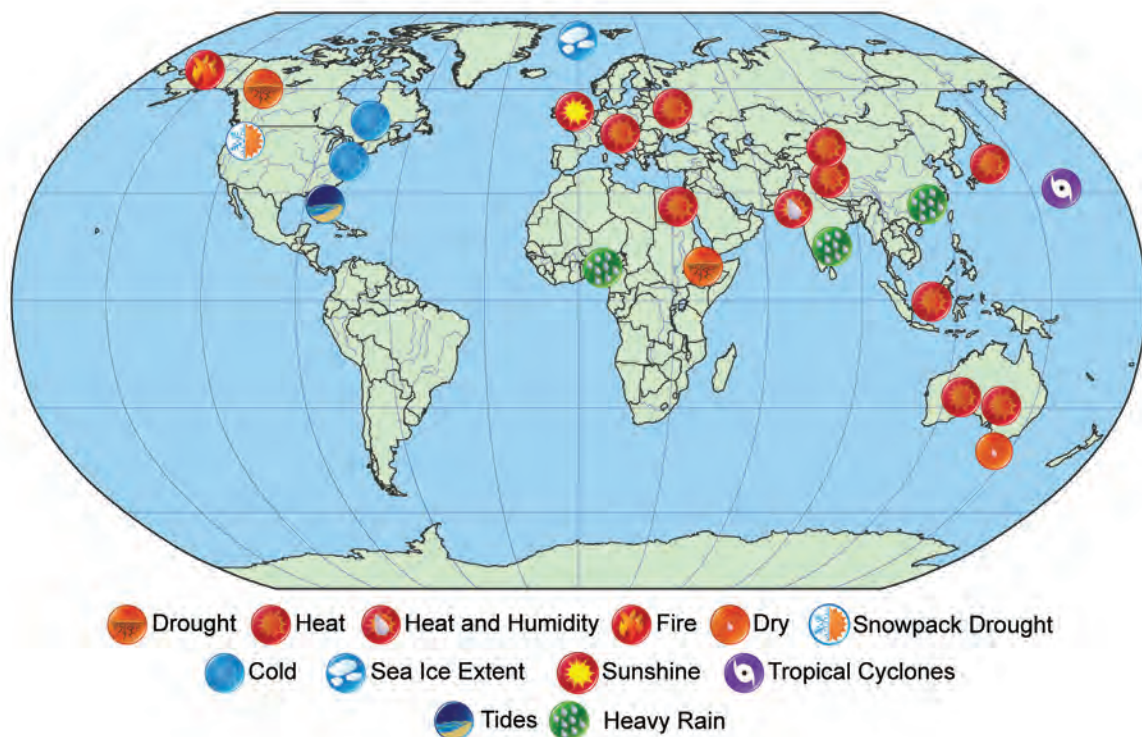 Drought Heat Heat and Humidity Fire Dry Snowpack Drought
Cold Sea Ice Extent Sunshine Tropical Cyclones
Tides Heavy Rain